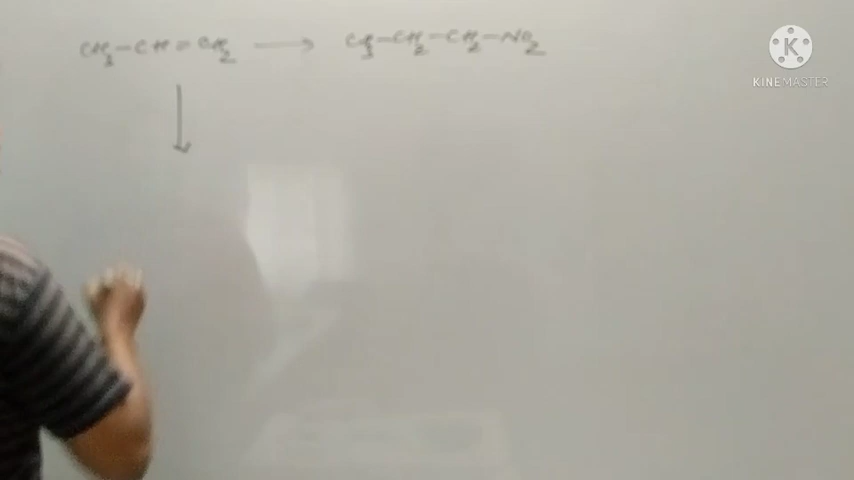 CH₃-CH=CH₂ → CH₃-CH₂-CH₂-NO₂
↓
K
KINEMASTER